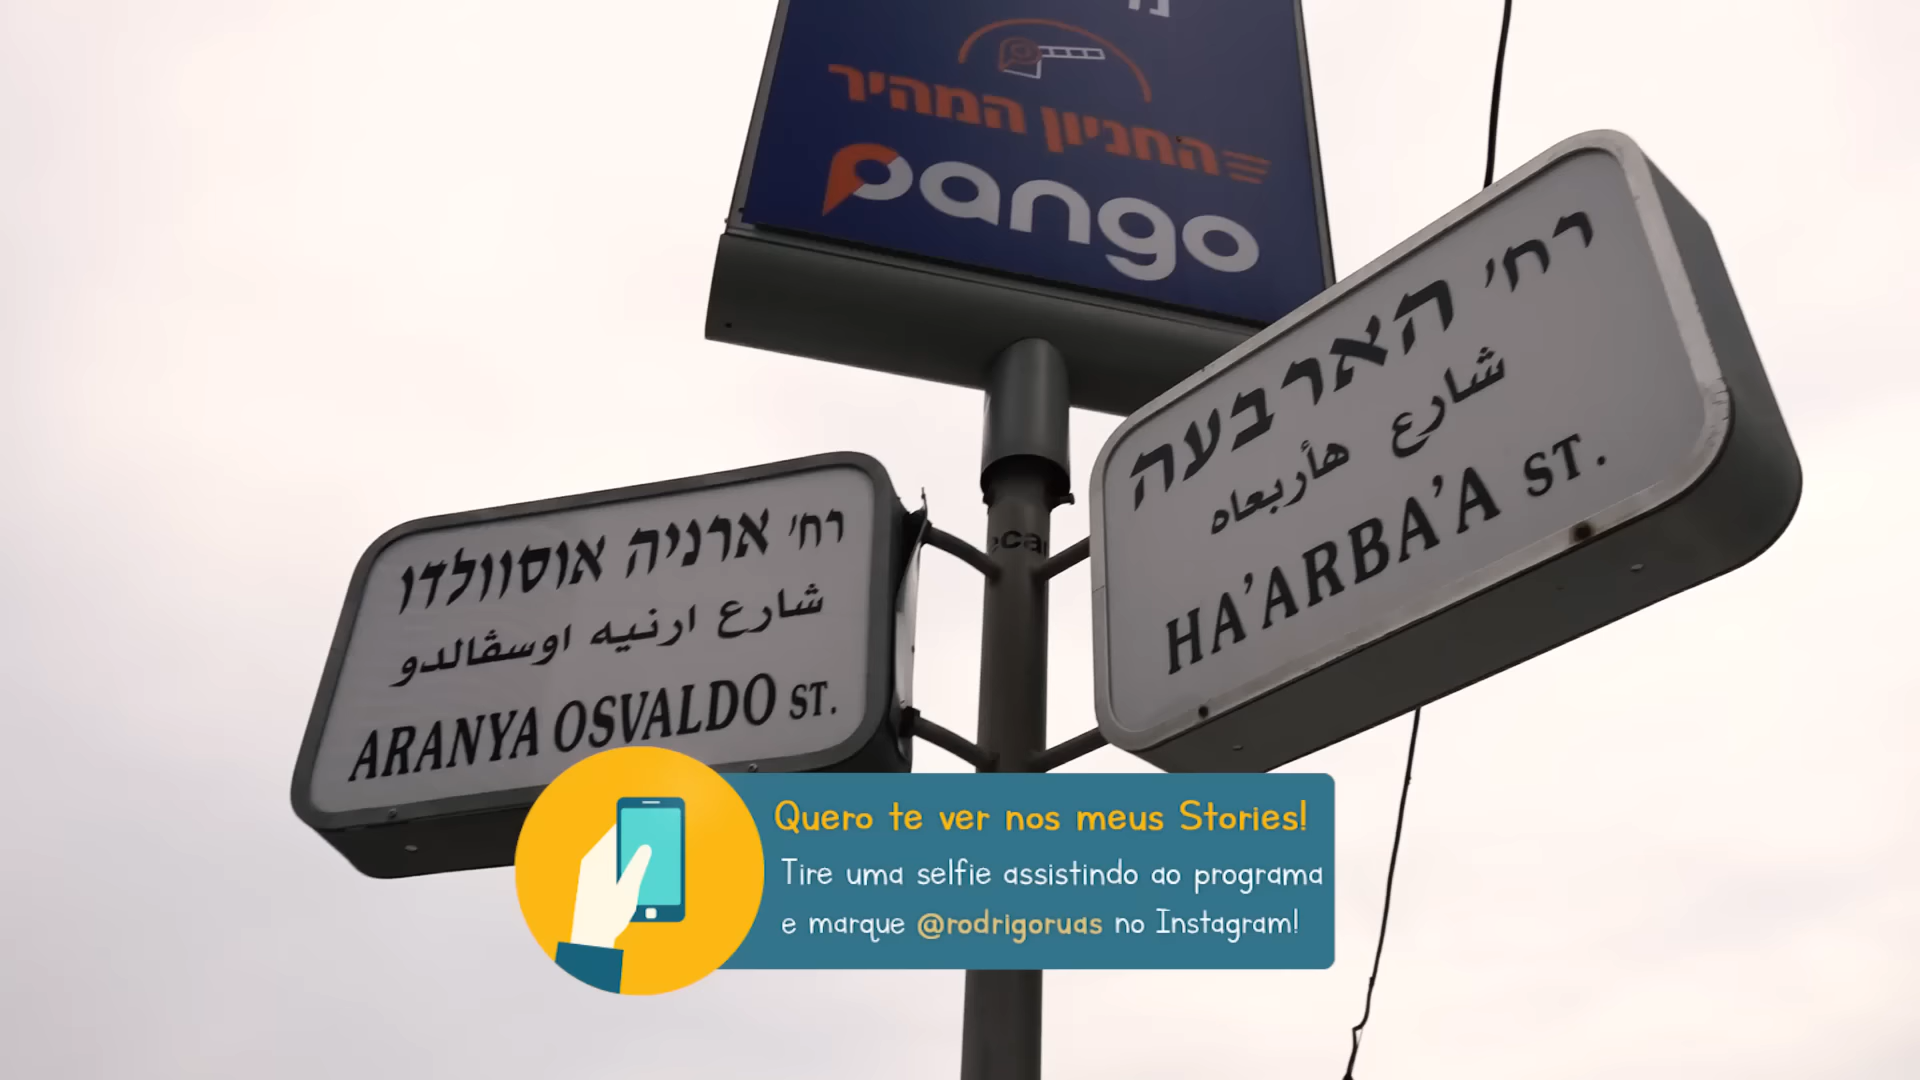 החניון המהיר
pango
רח' הארבעה
شارع هأربعاه
HA'ARBA'A ST.
רח' ארניה אוסוולדו
شارع ارنيه اوسڤالدو
ARANYA OSVALDO ST.
Quero te ver nos meus Stories!
Tire uma selfie assistindo ao programa
e marque @rodrigoruas no Instagram!